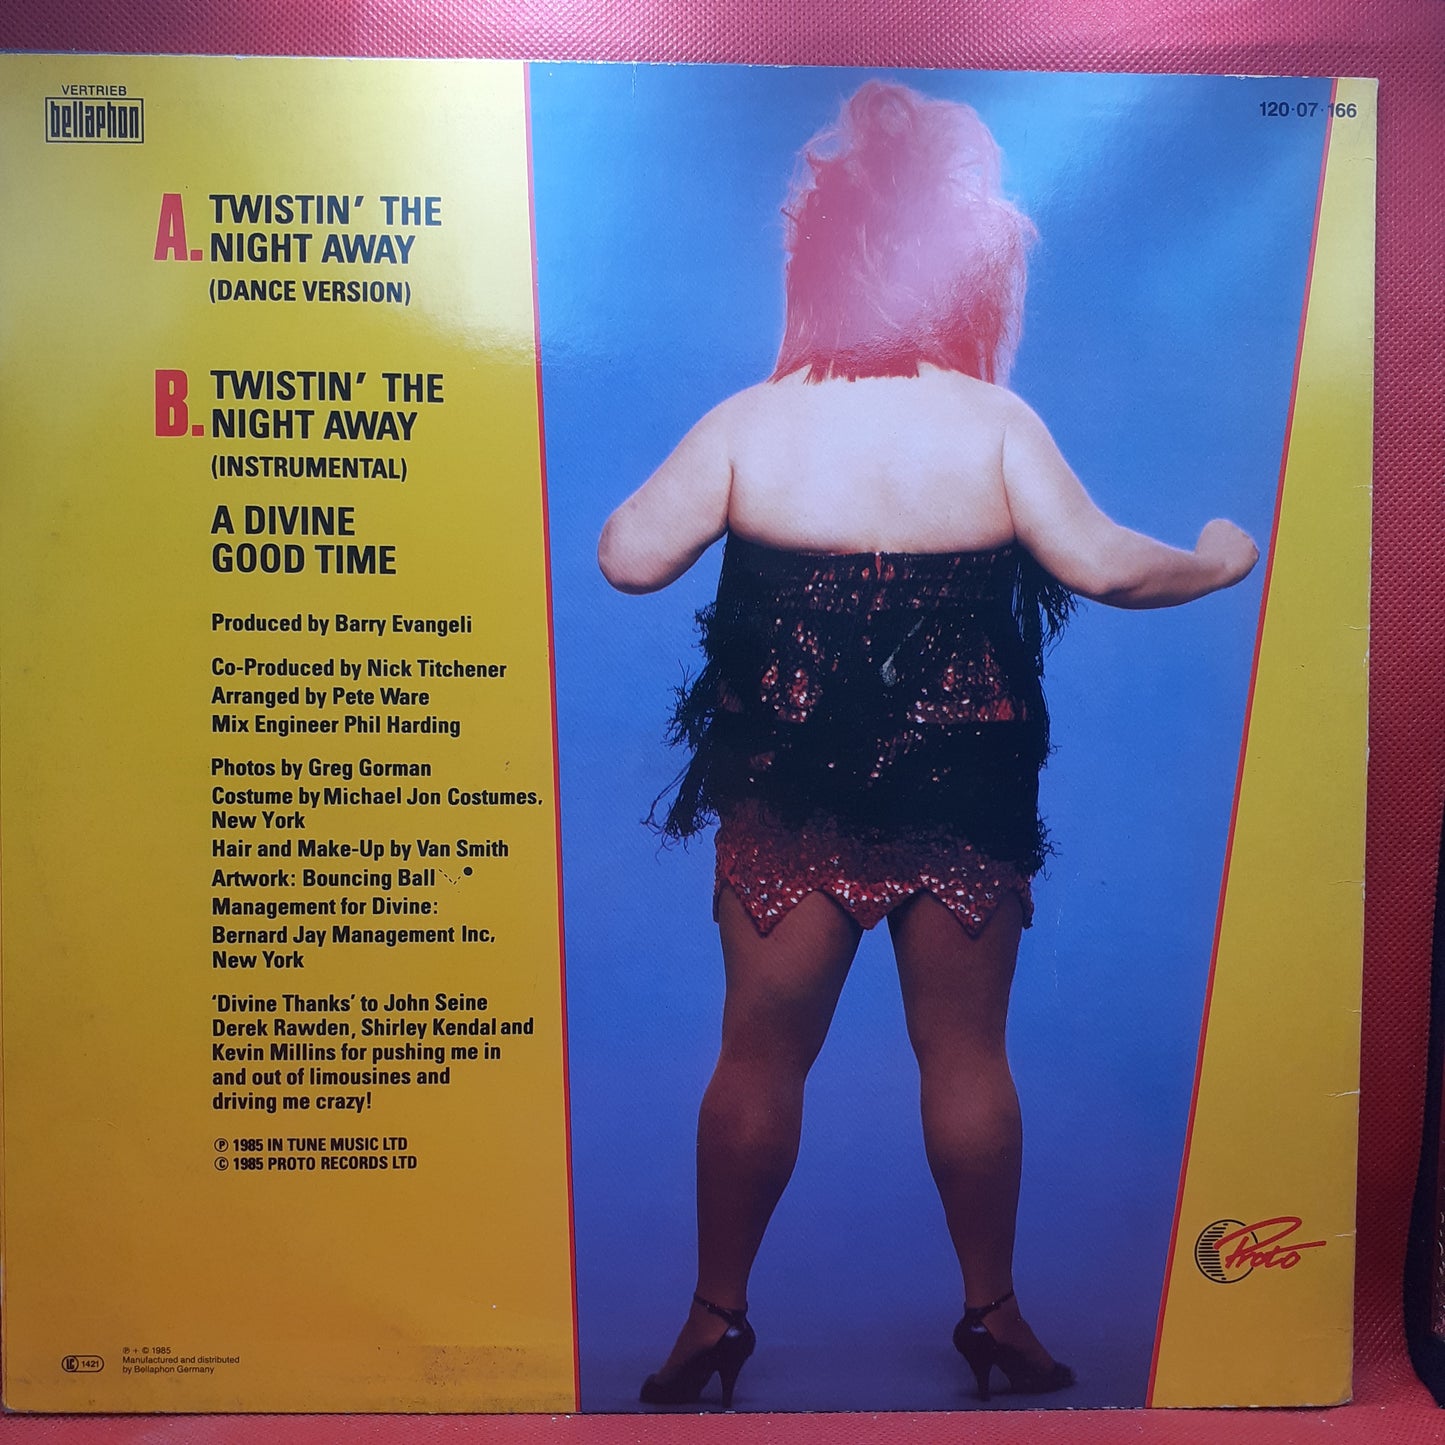 VERTRIEB
bellaphon
120·07·166
A. TWISTIN' THE
NIGHT AWAY
(DANCE VERSION)
B. TWISTIN' THE
NIGHT AWAY
(INSTRUMENTAL)
A DIVINE
GOOD TIME
Produced by Barry Evangeli
Co-Produced by Nick Titchener
Arranged by Pete Ware
Mix Engineer Phil Harding
Photos by Greg Gorman
Costume by Michael Jon Costumes,
New York
Hair and Make-Up by Van Smith
Artwork: Bouncing Ball
Management for Divine:
Bernard Jay Management Inc,
New York
'Divine Thanks' to John Seine
Derek Rawden, Shirley Kendal and
Kevin Millins for pushing me in
and out of limousines and
driving me crazy!
℗ 1985 IN TUNE MUSIC LTD
© 1985 PROTO RECORDS LTD
Proto
LC 1421
℗ + © 1985
Manufactured and distributed
by Bellaphon Germany